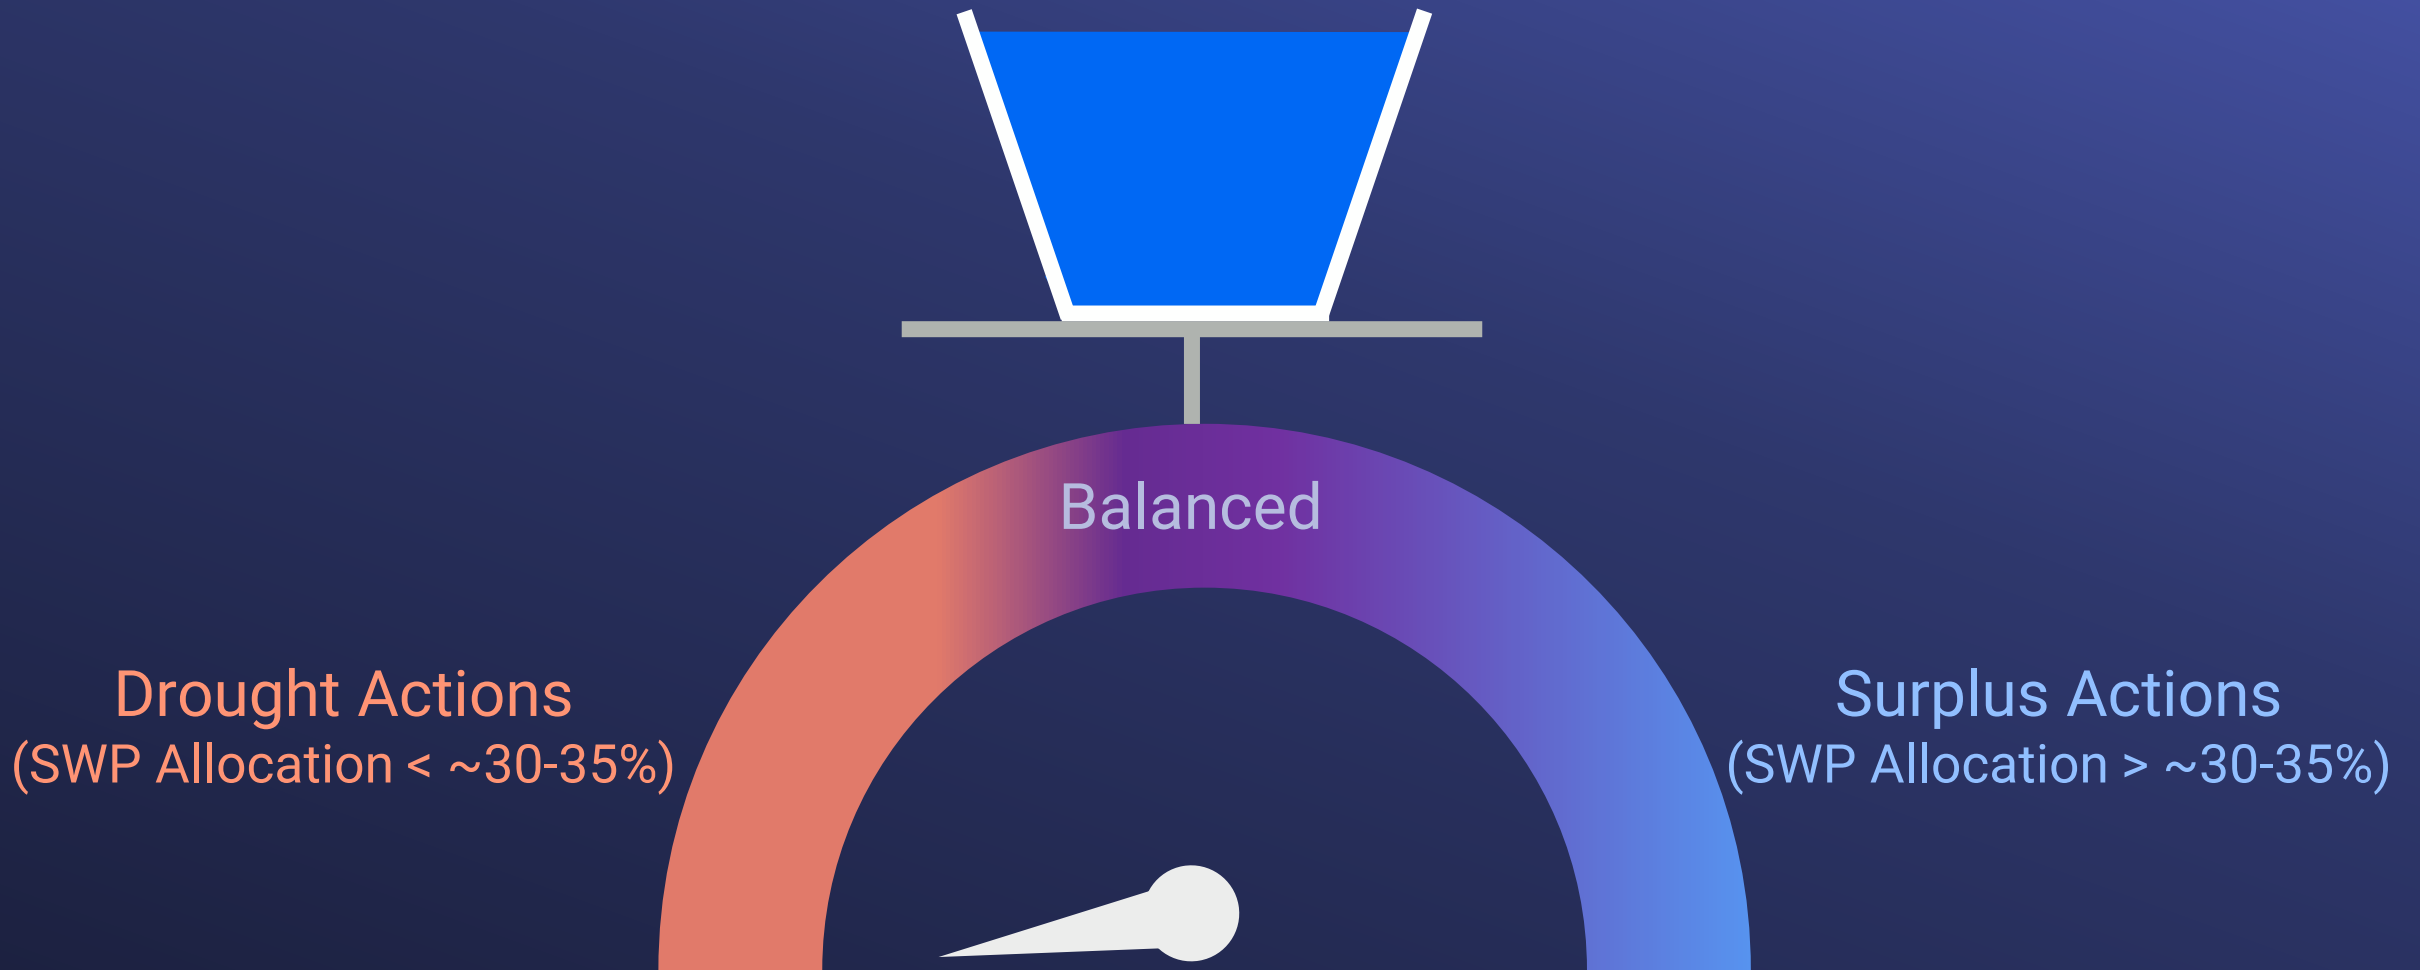 Balanced
Drought Actions
(SWP Allocation < ~30-35%)
Surplus Actions
(SWP Allocation > ~30-35%)